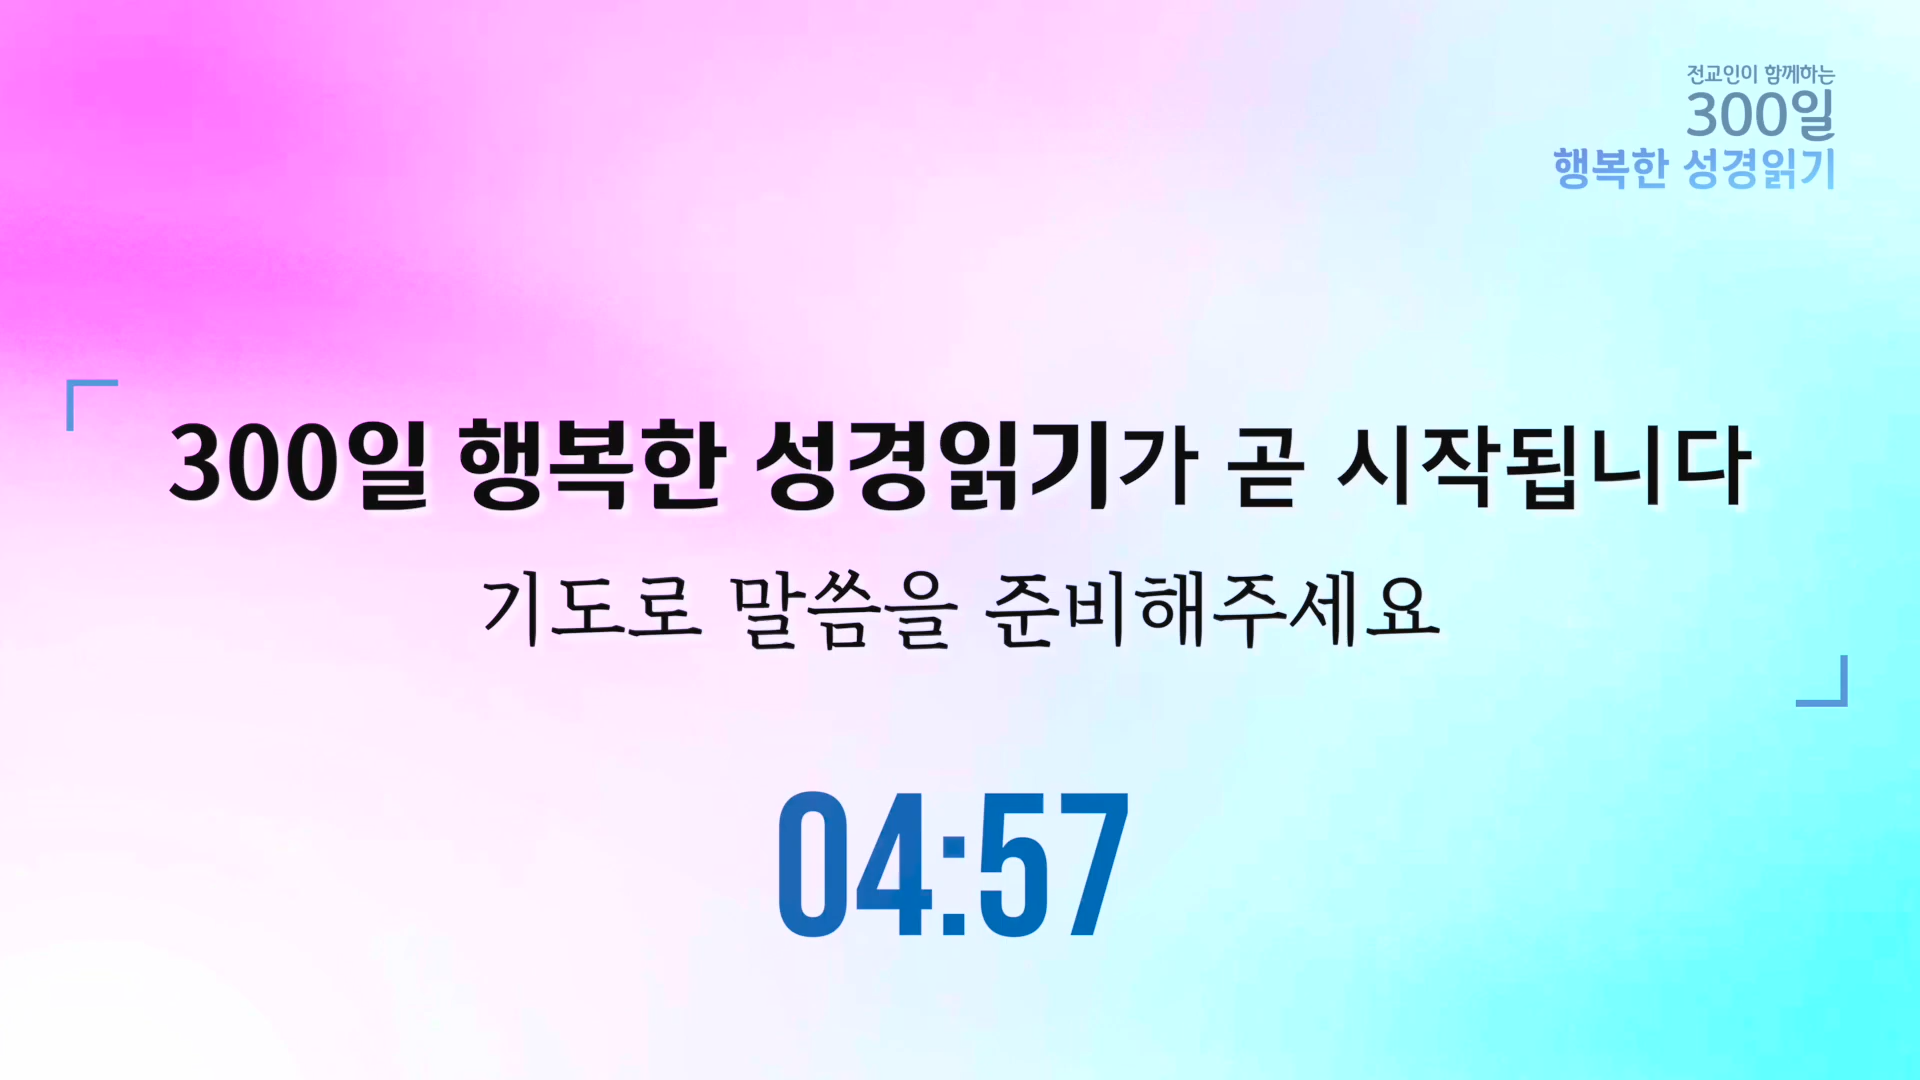 전교인이 함께하는
300일
행복한 성경읽기
300일 행복한 성경읽기가 곧 시작됩니다
기도로 말씀을 준비해주세요
04:57